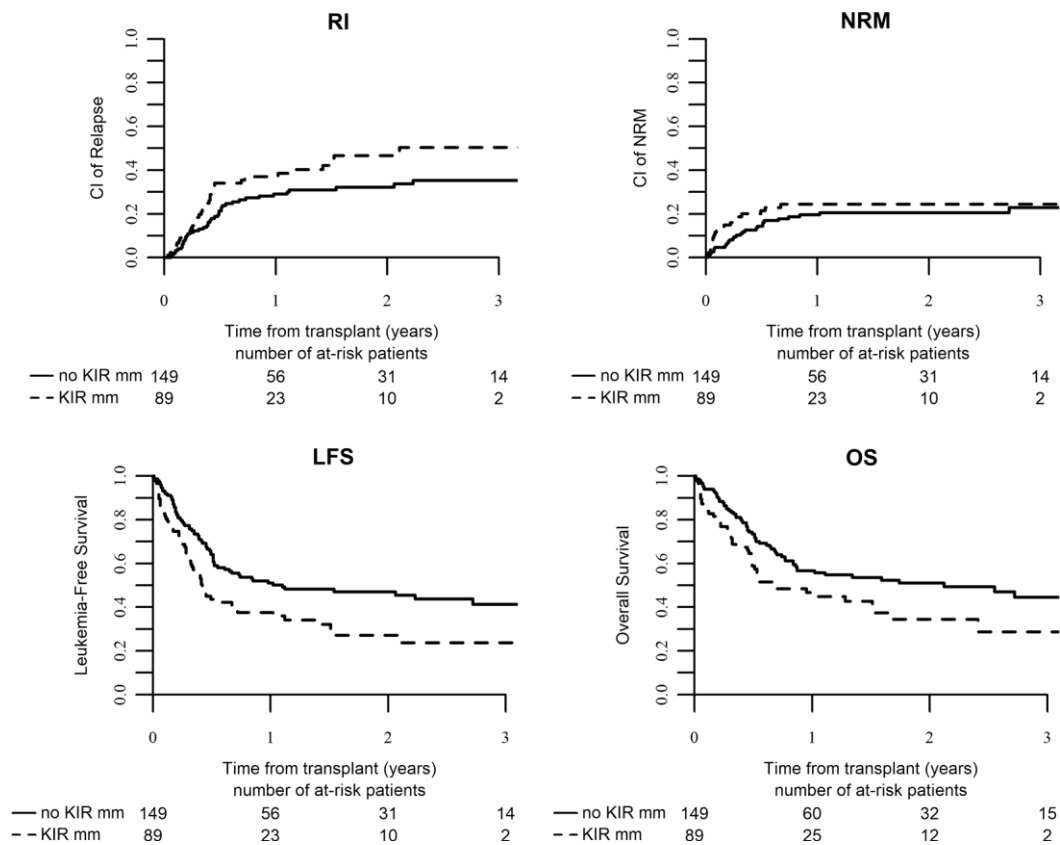 RI
CI of Relapse
1.0
0.8
0.6
0.4
0.2
0.0
0 1 2 3
Time from transplant (years)
number of at-risk patients
no KIR mm 149 56 31 14
KIR mm 89 23 10 2
NRM
CI of NRM
1.0
0.8
0.6
0.4
0.2
0.0
0 1 2 3
Time from transplant (years)
number of at-risk patients
no KIR mm 149 56 31 14
KIR mm 89 23 10 2
LFS
Leukemia-Free Survival
1.0
0.8
0.6
0.4
0.2
0.0
0 1 2 3
Time from transplant (years)
number of at-risk patients
no KIR mm 149 56 31 14
KIR mm 89 23 10 2
OS
Overall Survival
1.0
0.8
0.6
0.4
0.2
0.0
0 1 2 3
Time from transplant (years)
number of at-risk patients
no KIR mm 149 60 32 15
KIR mm 89 25 12 2